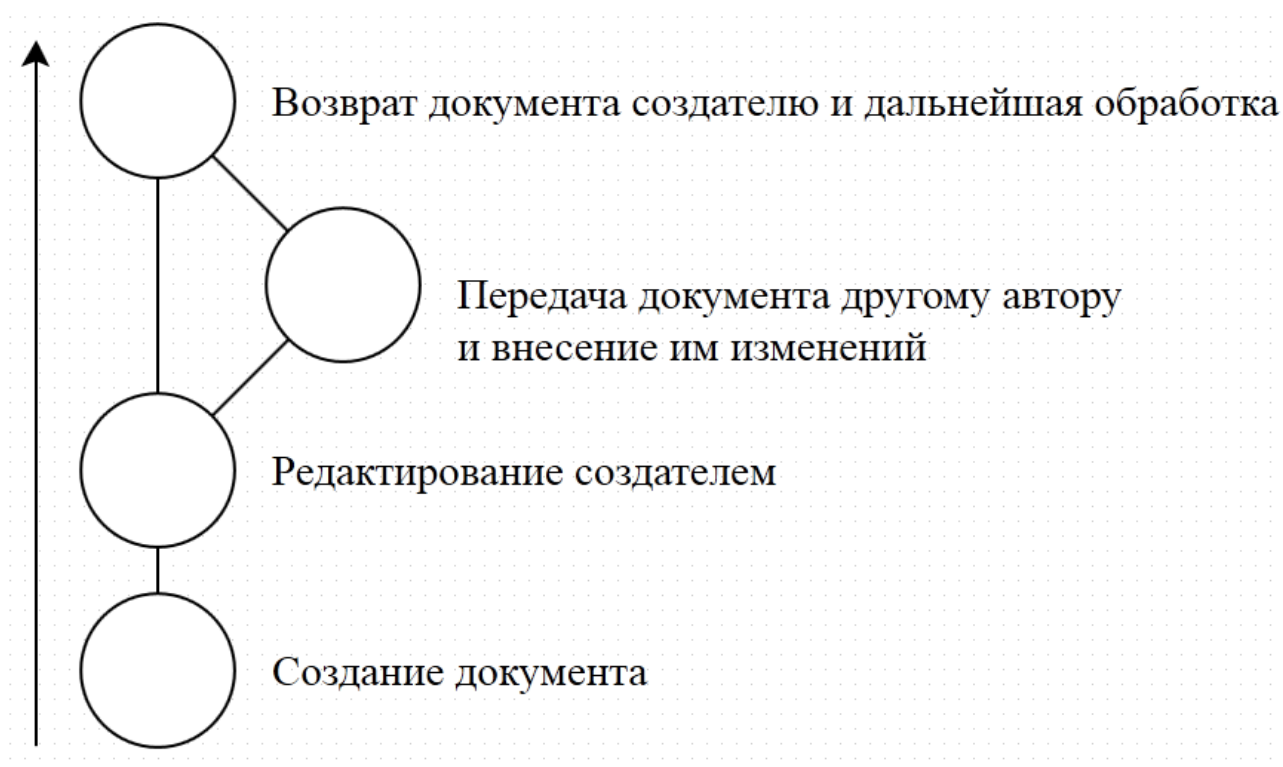 Возврат документа создателю и дальнейшая обработка
Передача документа другому автору
и внесение им изменений
Редактирование создателем
Создание документа